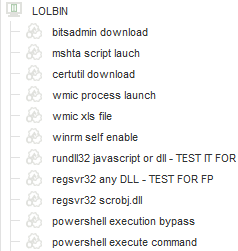 LOLBIN
bitsadmin download
mshta script lauch
certutil download
wmic process launch
wmic xls file
winrm self enable
rundll32 javascript or dll - TEST IT FOR
regsvr32 any DLL - TEST FOR FP
regsvr32 scrobj.dll
powershell execution bypass
powershell execute command